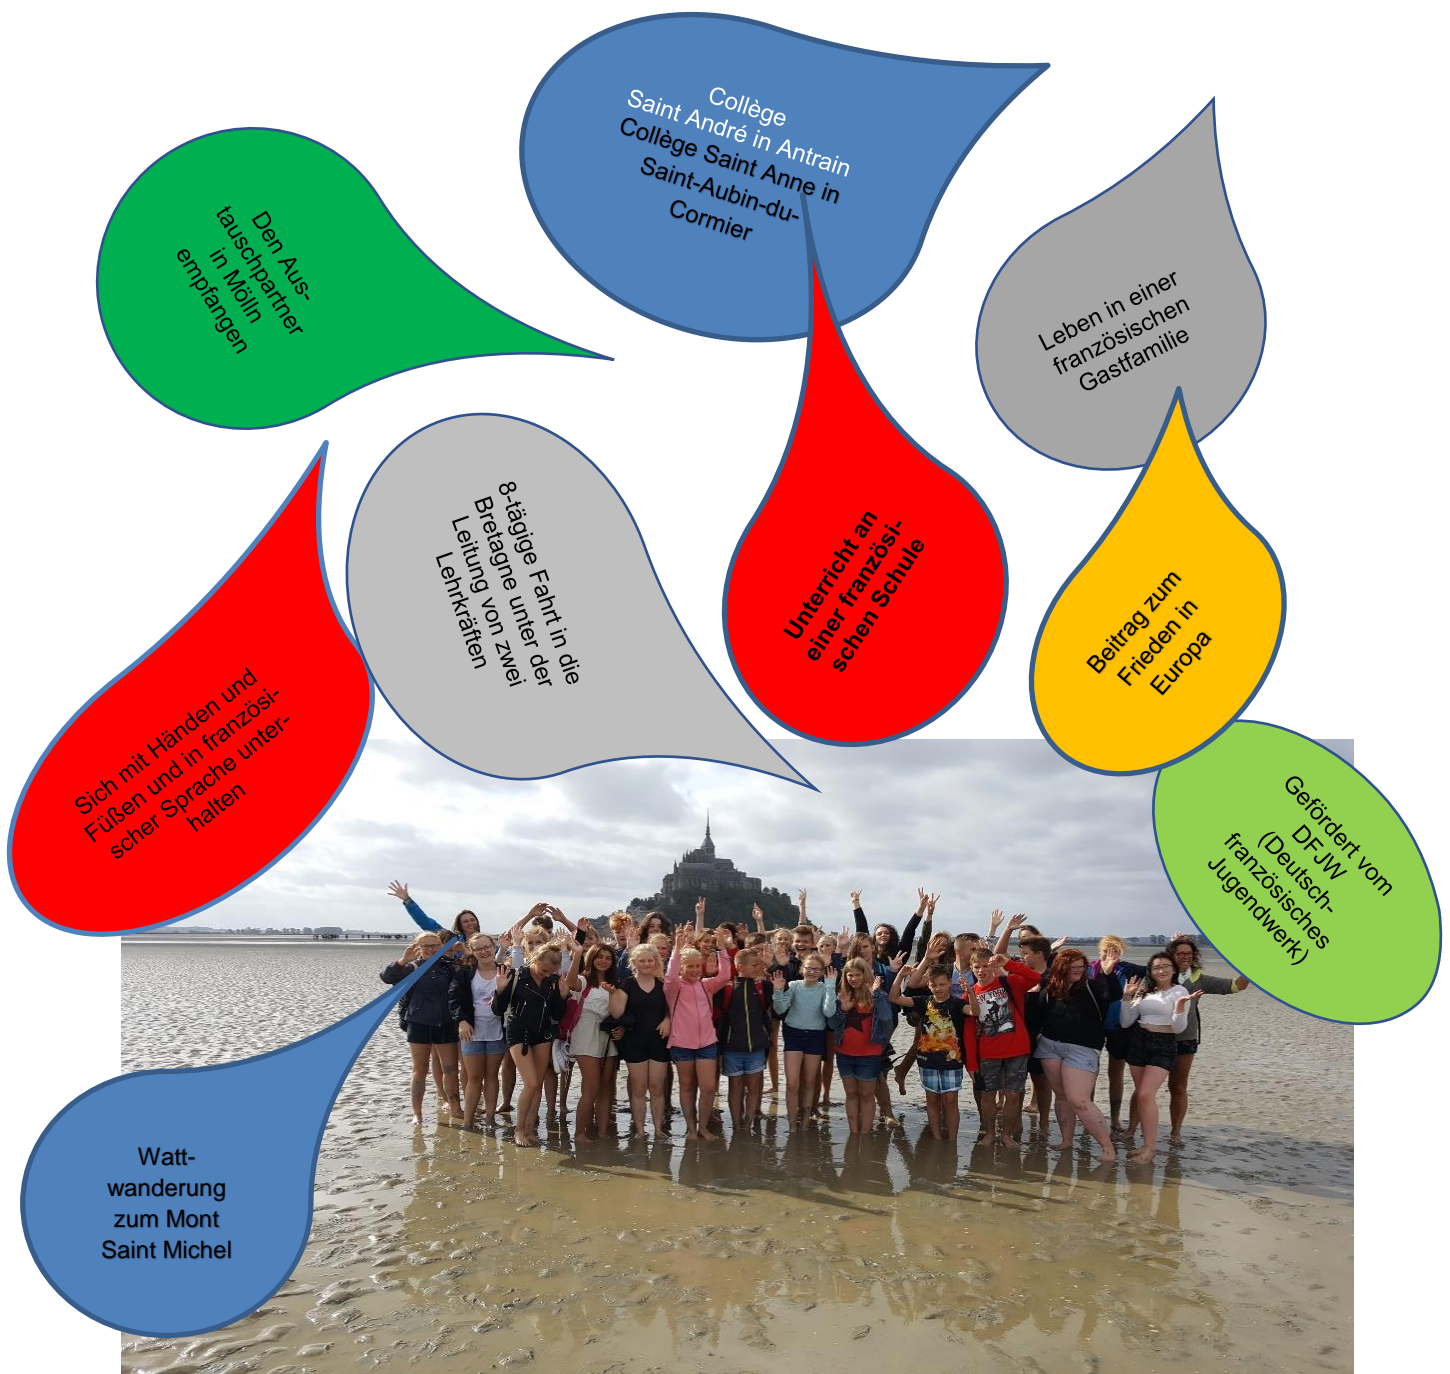 Collège
Saint André in Antrain
Collège Saint Anne in
Saint-Aubin-du-
Cormier
Den Aus-
tauschpartner
in Mölln
empfangen
Leben in einer
französischen
Gastfamilie
8-tägige Fahrt in die
Bretagne unter der
Leitung von zwei
Lehrkräften
Unterricht an
einer französi-
schen Schule
Beitrag zum
Frieden in
Europa
Sich mit Händen und
Füßen und in französi-
scher Sprache unter-
halten
Gefördert vom
DFJW
(Deutsch-
französisches
Jugendwerk)
Watt-
wanderung
zum Mont
Saint Michel
NEW YORK